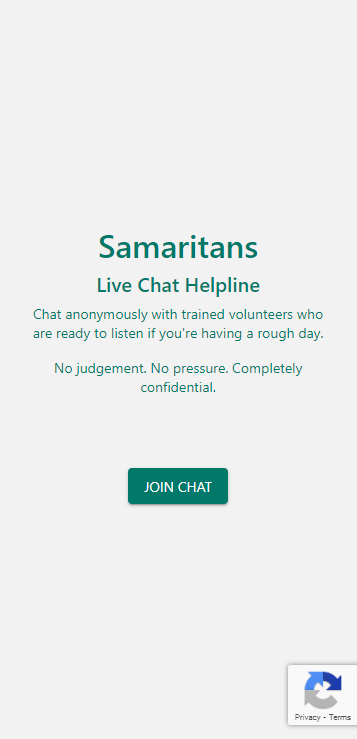 Samaritans
Live Chat Helpline
Chat anonymously with trained volunteers who
are ready to listen if you're having a rough day.
No judgement. No pressure. Completely
confidential.
JOIN CHAT
Privacy - Terms